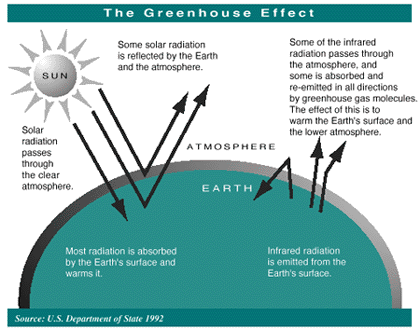 The Greenhouse Effect
SUN
Some solar radiation
is reflected by the Earth
and the atmosphere.
Some of the infrared
radiation passes through
the atmosphere, and
some is absorbed and
re-emitted in all directions
by greenhouse gas molecules.
The effect of this is to
warm the Earth's surface and
the lower atmosphere.
Solar
radiation
passes
through
the clear
atmosphere.
ATMOSPHERE
EARTH
Most radiation is absorbed
by the Earth's surface and
warms it.
Infrared radiation
is emitted from the
Earth's surface.
Source: U.S. Department of State 1992